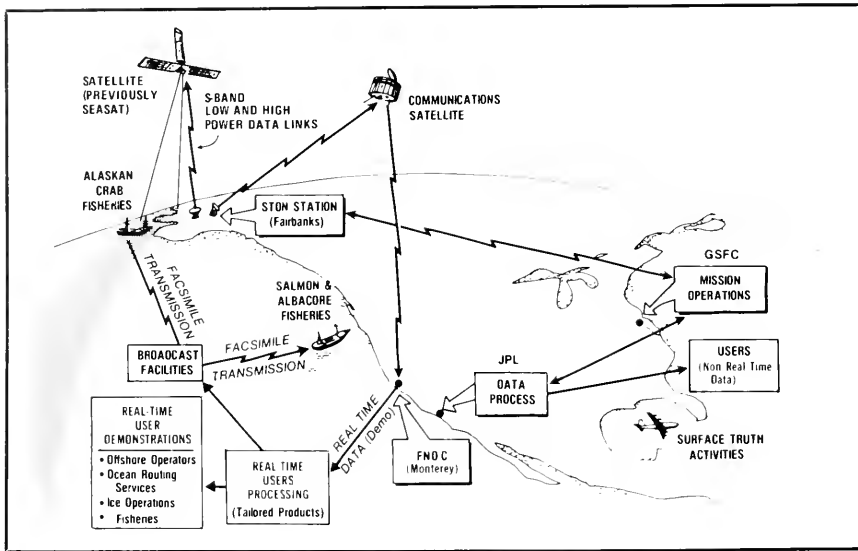 SATELLITE
(PREVIOUSLY
SEASAT)
S-BAND
LOW AND HIGH
POWER DATA LINKS
COMMUNICATIONS
SATELLITE
ALASKAN
CRAB
FISHERIES
STDN STATION
(Fairbanks)
GSFC
MISSION
OPERATIONS
FACSIMILE
TRANSMISSION
SALMON &
ALBACORE
FISHERIES
BROADCAST
FACILITIES
FACSIMILE
TRANSMISSION
JPL
DATA
PROCESS
USERS
(Non Real Time
Data)
REAL-TIME
USER
DEMONSTRATIONS
• Offshore Operators
• Ocean Routing
Services
• Ice Operations
• Fisheries
REAL TIME
DATA (Demo)
REAL TIME
USERS
PROCESSING
(Tailored Products)
FNOC
(Monterey)
SURFACE TRUTH
ACTIVITIES